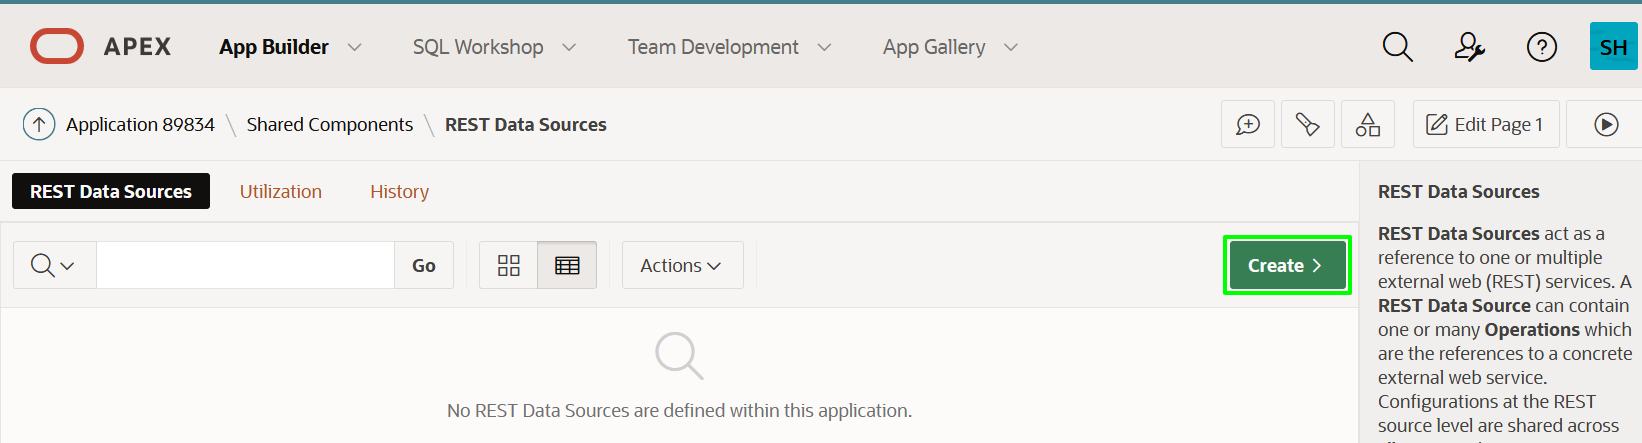 APEX App Builder SQL Workshop Team Development App Gallery SH
Application 89834 \ Shared Components \ REST Data Sources Edit Page 1
REST Data Sources Utilization History
Go Actions Create
No REST Data Sources are defined within this application.
REST Data Sources
REST Data Sources act as a
reference to one or multiple
external web (REST) services. A
REST Data Source can contain
one or many Operations which
are the references to a concrete
external web service.
Configurations at the REST
source level are shared across